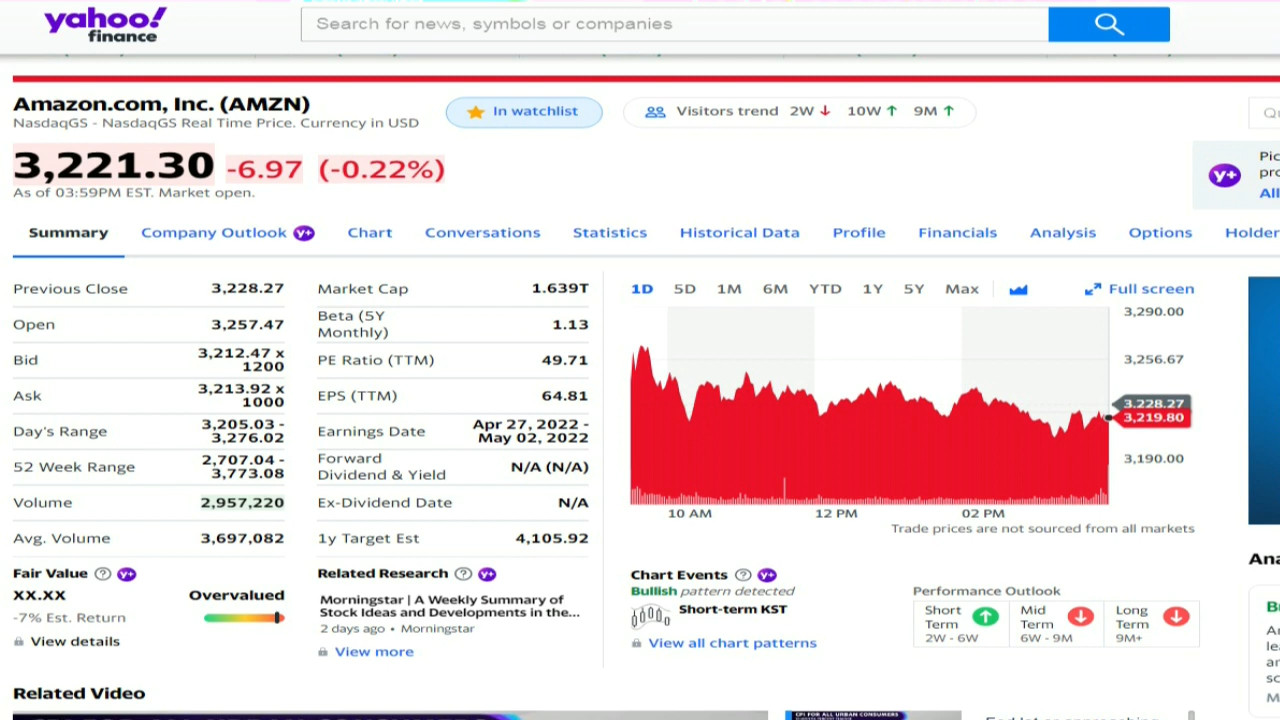 yahoo!
finance
Search for news, symbols or companies
Amazon.com, Inc. (AMZN)
NasdaqGS - NasdaqGS Real Time Price. Currency in USD
In watchlist
Visitors trend 2W ↓ 10W ↑ 9M ↑
3,221.30 -6.97 (-0.22%)
As of 03:59PM EST. Market open.
y+
All
Summary Company Outlook y+ Chart Conversations Statistics Historical Data Profile Financials Analysis Options Holder
Previous Close 3,228.27
Open 3,257.47
Bid 3,212.47 x 1200
Ask 3,213.92 x 1000
Day's Range 3,205.03 - 3,276.02
52 Week Range 2,707.04 - 3,773.08
Volume 2,957,220
Avg. Volume 3,697,082
Market Cap 1.639T
Beta (5Y Monthly) 1.13
PE Ratio (TTM) 49.71
EPS (TTM) 64.81
Earnings Date Apr 27, 2022 - May 02, 2022
Forward Dividend & Yield N/A (N/A)
Ex-Dividend Date N/A
1y Target Est 4,105.92
1D 5D 1M 6M YTD 1Y 5Y Max Full screen
3,290.00
3,256.67
3,228.27
3,219.80
3,190.00
10 AM 12 PM 02 PM
Trade prices are not sourced from all markets
Fair Value ? y+
XX.XX Overvalued
-7% Est. Return
View details
Related Research ? y+
Morningstar | A Weekly Summary of
Stock Ideas and Developments in the...
2 days ago • Morningstar
View more
Chart Events ? y+
Bullish pattern detected
Short-term KST
View all chart patterns
Performance Outlook
Short Term 2W - 6W
Mid Term 6W - 9M
Long Term 9M+
Related Video
CPI FOR ALL URBAN CONSUMERS